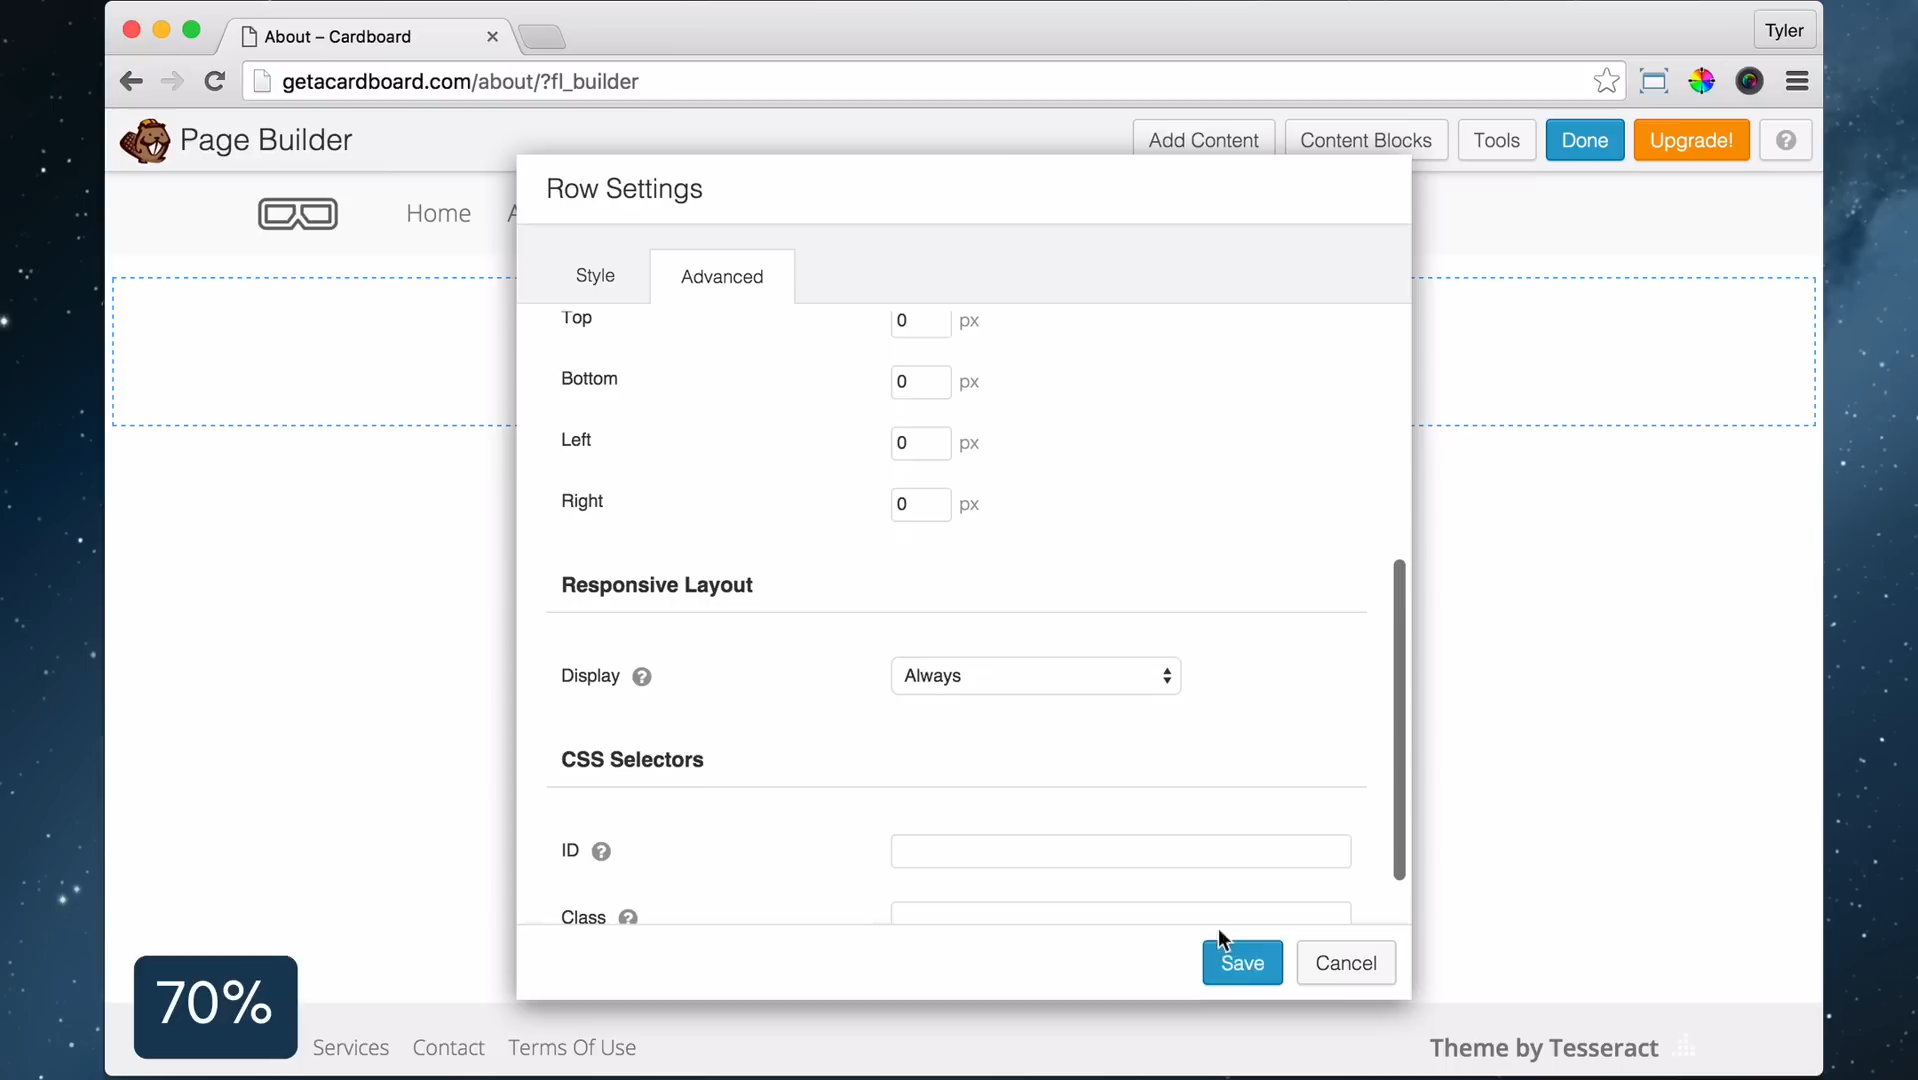 About – Cardboard
Tyler
getacardboard.com/about/?fl_builder
Page Builder
Add Content
Content Blocks
Tools
Done
Upgrade!
?
Row Settings
Home
A
Style
Advanced
Top
0 px
Bottom
0 px
Left
0 px
Right
0 px
Responsive Layout
Display ?
Always
CSS Selectors
ID ?
Class ?
Save
Cancel
70%
Services
Contact
Terms Of Use
Theme by Tesseract